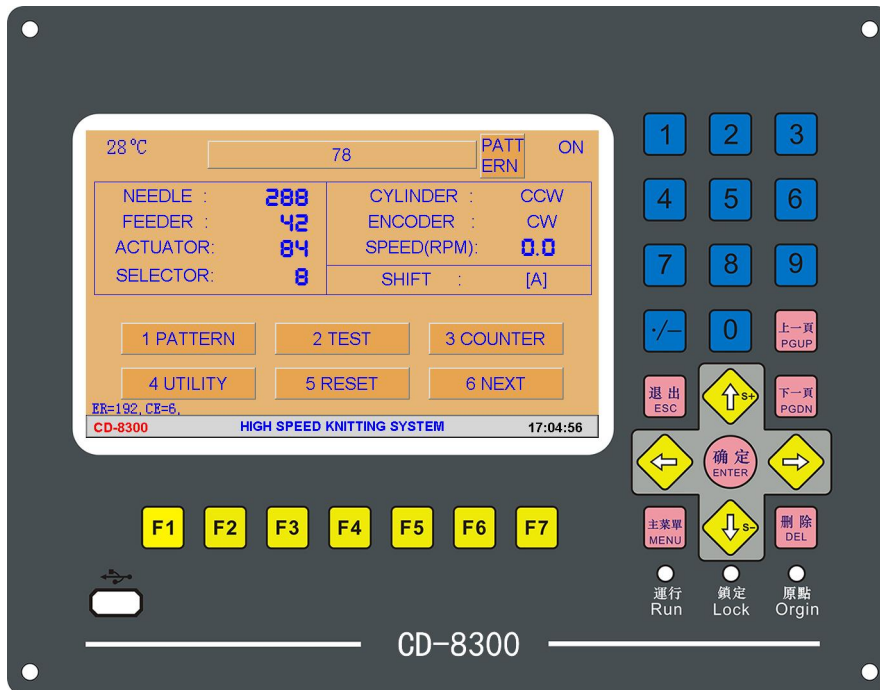 28℃ 78 PATT ON
ERN
NEEDLE : 288 CYLINDER : CCW
FEEDER : 42 ENCODER : CW
ACTUATOR: 84 SPEED(RPM): 0.0
SELECTOR: 8 SHIFT : [A]
1 PATTERN 2 TEST 3 COUNTER
4 UTILITY 5 RESET 6 NEXT
ER=192, CE=6,
CD-8300 HIGH SPEED KNITTING SYSTEM 17:04:56
F1 F2 F3 F4 F5 F6 F7
1 2 3
4 5 6
7 8 9
·/– 0 上一頁
PGUP
退出 S+ 下一頁
ESC PGDN
确定
ENTER
主菜單 S– 删除
MENU DEL
運行 鎖定 原點
Run Lock Orgin
CD-8300